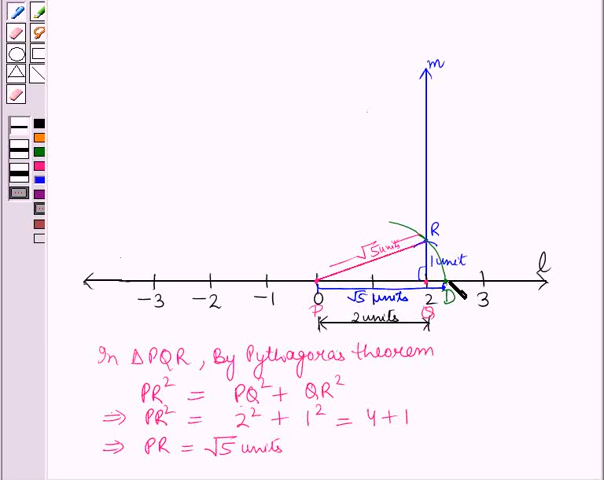 m
R
√5 units
1 unit
l
-3 -2 -1 0 2 3
P √5 units Q D
2 units
In △PQR, By Pythagoras theorem
PR² = PQ² + QR²
⇒ PR² = 2² + 1² = 4+1
⇒ PR = √5 units